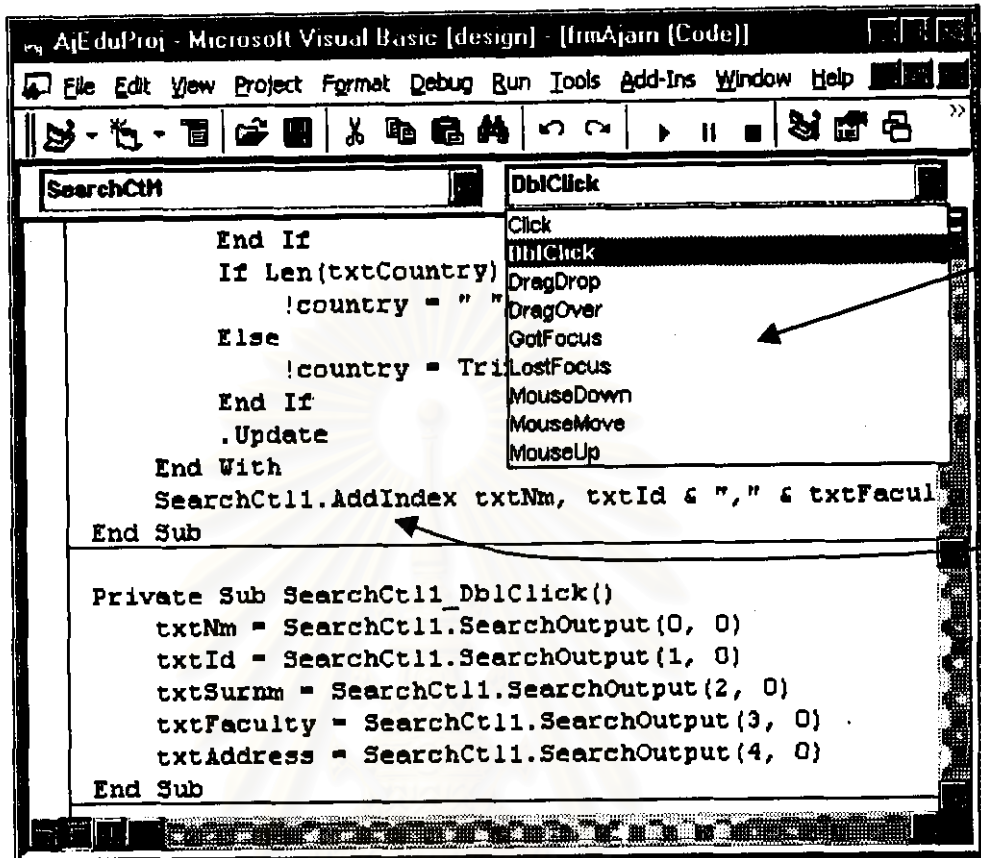 AjEduProj - Microsoft Visual Basic [design] - [frmAjarn (Code)]
File Edit View Project Format Debug Run Tools Add-Ins Window Help
SearchCtl1 DblClick
Click
DblClick
DragDrop
DragOver
GotFocus
LostFocus
MouseDown
MouseMove
MouseUp
End If
If Len(txtCountry)
!country = " "
Else
!country = Tri
End If
.Update
End With
SearchCtl1.AddIndex txtNm, txtId & "," & txtFacul
End Sub
Private Sub SearchCtl1_DblClick()
txtNm = SearchCtl1.SearchOutput(0, 0)
txtId = SearchCtl1.SearchOutput(1, 0)
txtSurnm = SearchCtl1.SearchOutput(2, 0)
txtFaculty = SearchCtl1.SearchOutput(3, 0)
txtAddress = SearchCtl1.SearchOutput(4, 0)
End Sub